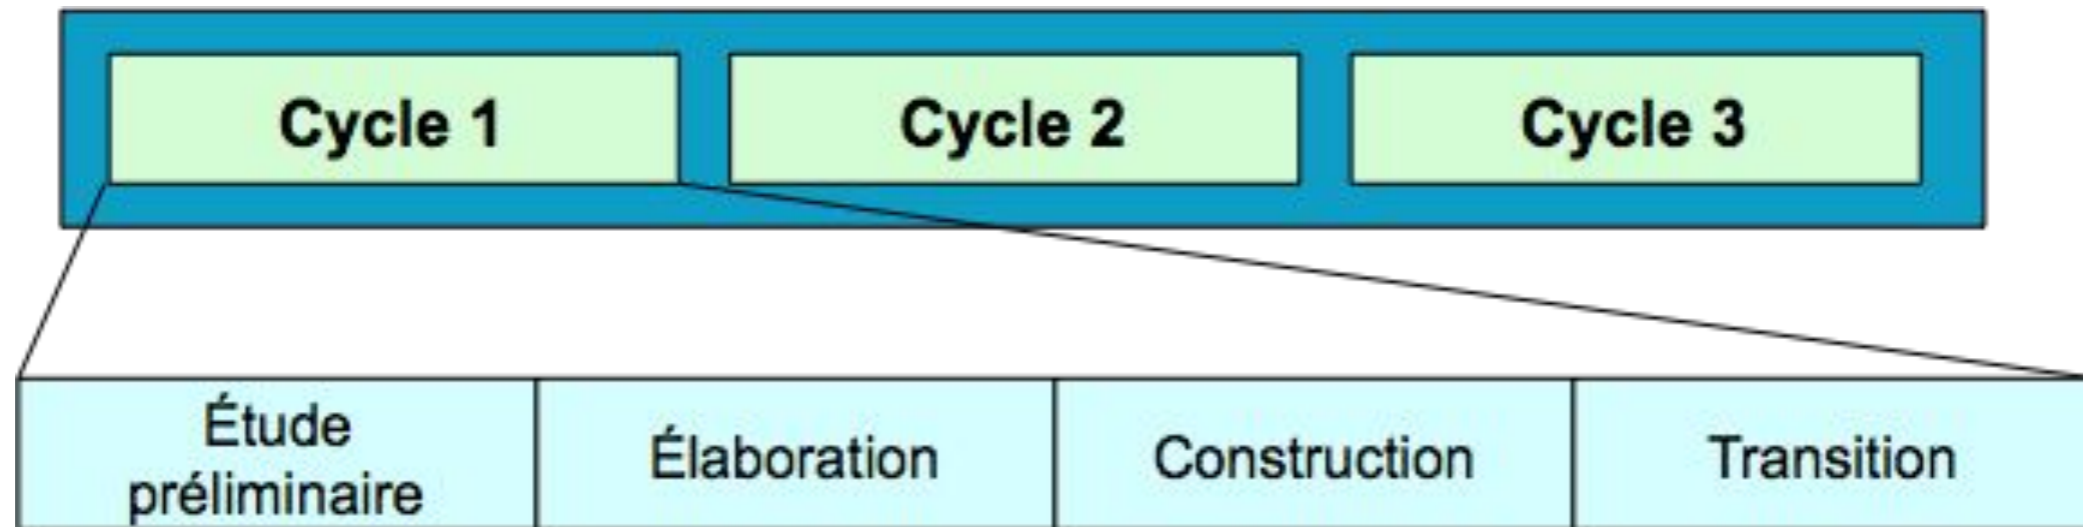 Cycle 1
Cycle 2
Cycle 3
Étude
préliminaire
Élaboration
Construction
Transition